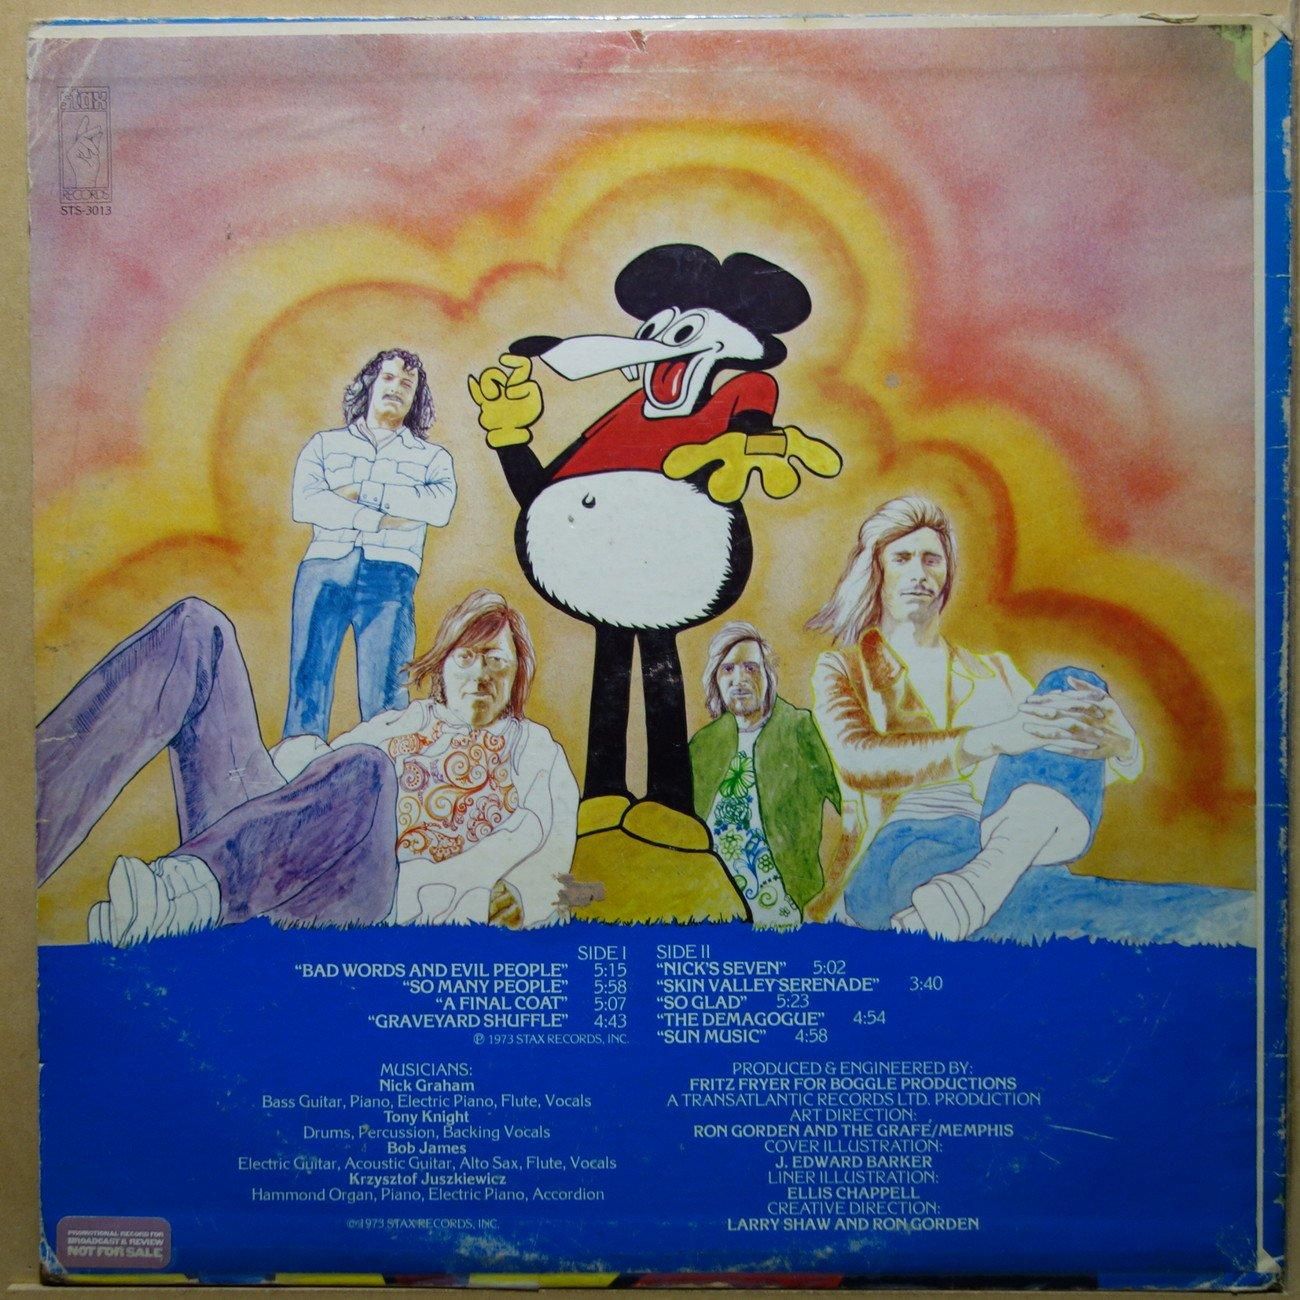 stax
RECORDS
STS-3013
SIDE I
"BAD WORDS AND EVIL PEOPLE" 5:15
"SO MANY PEOPLE" 5:58
"A FINAL COAT" 5:07
"GRAVEYARD SHUFFLE" 4:43
℗ 1973 STAX RECORDS, INC.
SIDE II
"NICK'S SEVEN" 5:02
"SKIN VALLEY SERENADE" 3:40
"SO GLAD" 5:23
"THE DEMAGOGUE" 4:54
"SUN MUSIC" 4:58
MUSICIANS:
Nick Graham
Bass Guitar, Piano, Electric Piano, Flute, Vocals
Tony Knight
Drums, Percussion, Backing Vocals
Bob James
Electric Guitar, Acoustic Guitar, Alto Sax, Flute, Vocals
Krzysztof Juszkiewicz
Hammond Organ, Piano, Electric Piano, Accordion
©1973 STAX RECORDS, INC.
PRODUCED & ENGINEERED BY:
FRITZ FRYER FOR BOGGLE PRODUCTIONS
A TRANSATLANTIC RECORDS LTD. PRODUCTION
ART DIRECTION:
RON GORDEN AND THE GRAFE/MEMPHIS
COVER ILLUSTRATION:
J. EDWARD BARKER
LINER ILLUSTRATION:
ELLIS CHAPPELL
CREATIVE DIRECTION:
LARRY SHAW AND RON GORDEN
PROMOTIONAL RECORD FOR
BROADCAST & REVIEW
NOT FOR SALE